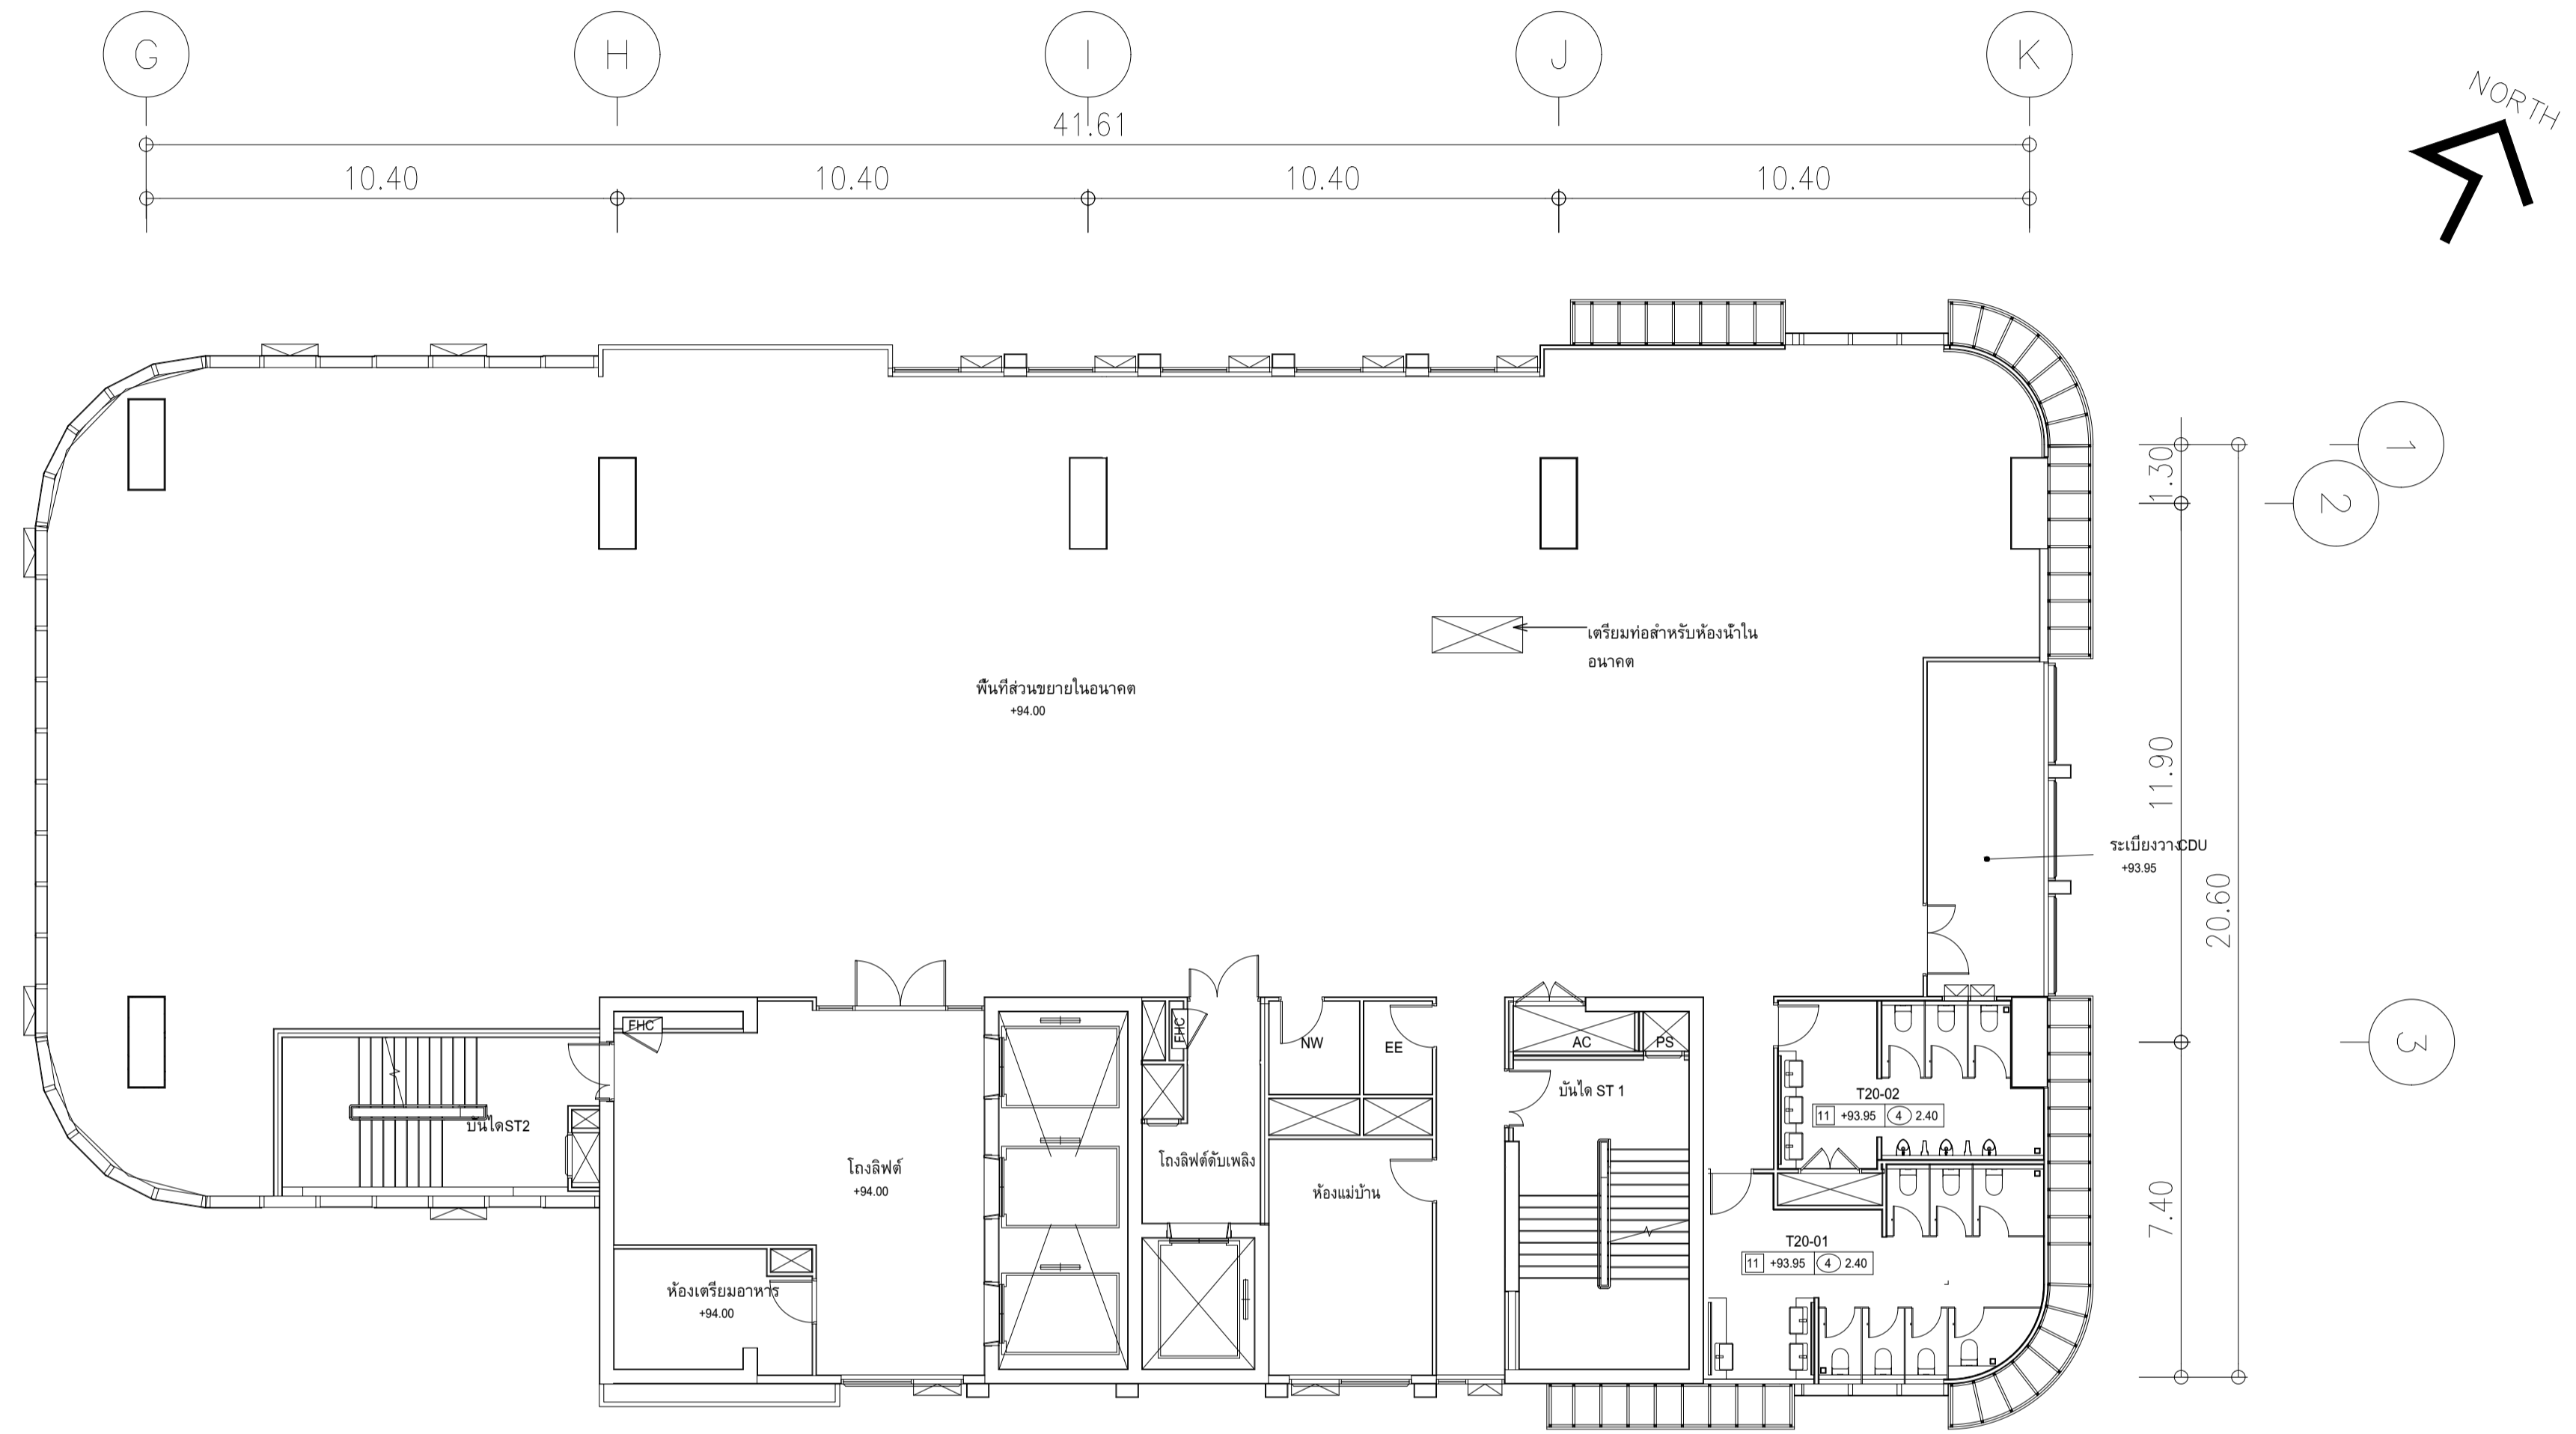 G
H
I
J
K
NORTH
41.61
10.40
10.40
10.40
10.40
1
1.30
2
เตรียมท่อสำหรับห้องน้ำใน
อนาคต
พื้นที่ส่วนขยายในอนาคต
+94.00
11.90
ระเบียงวางCDU
+93.95
20.60
FHC
FHC
NW
EE
AC
PS
3
บันได ST 1
T20-02
11 +93.95 4 2.40
บันไดST2
โถงลิฟต์
+94.00
โถงลิฟต์ดับเพลิง
ห้องแม่บ้าน
7.40
T20-01
11 +93.95 4 2.40
ห้องเตรียมอาหาร
+94.00